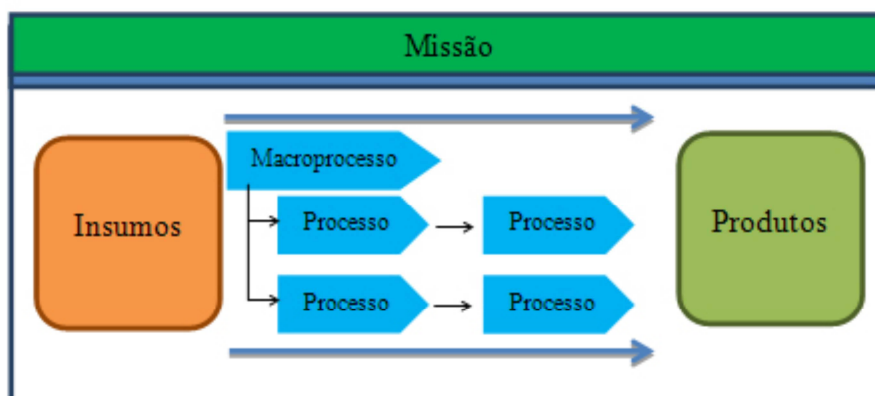 Missão
Macroprocesso
Insumos
Processo
Processo
Produtos
Processo
Processo